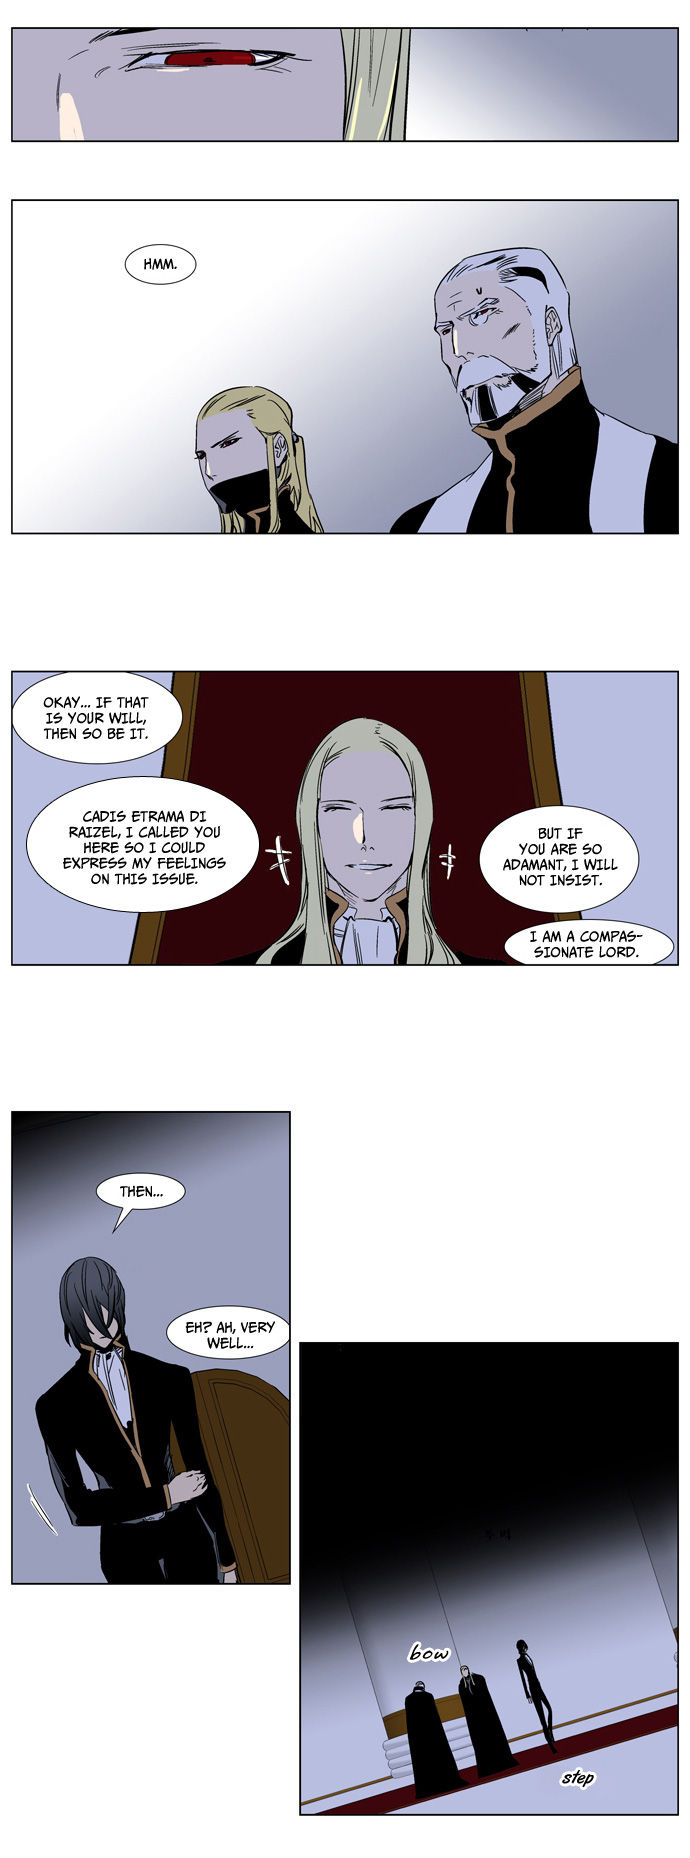 HMM.
OKAY... IF THAT
IS YOUR WILL,
THEN SO BE IT.
CADIS ETRAMA DI
RAIZEL, I CALLED YOU
HERE SO I COULD
EXPRESS MY FEELINGS
ON THIS ISSUE.
BUT IF
YOU ARE SO
ADAMANT, I WILL
NOT INSIST.
I AM A COMPAS-
SIONATE LORD.
THEN...
EH? AH, VERY
WELL...
bow
step